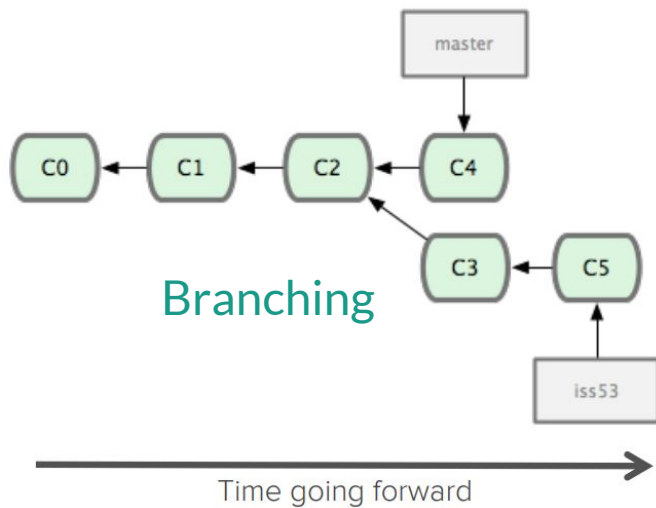 master
C0 C1 C2 C4
C3 C5
Branching
iss53
Time going forward